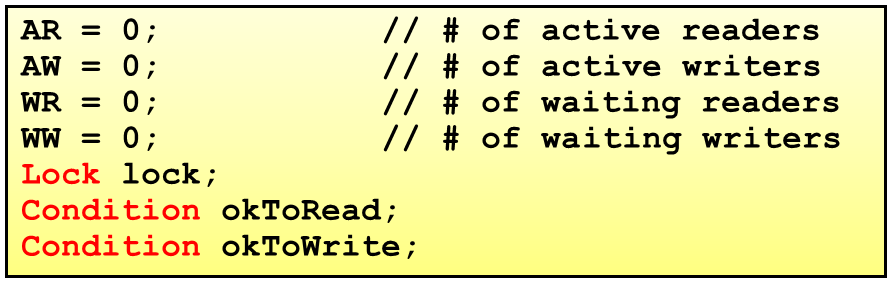 AR = 0; // # of active readers
AW = 0; // # of active writers
WR = 0; // # of waiting readers
WW = 0; // # of waiting writers
Lock lock;
Condition okToRead;
Condition okToWrite;